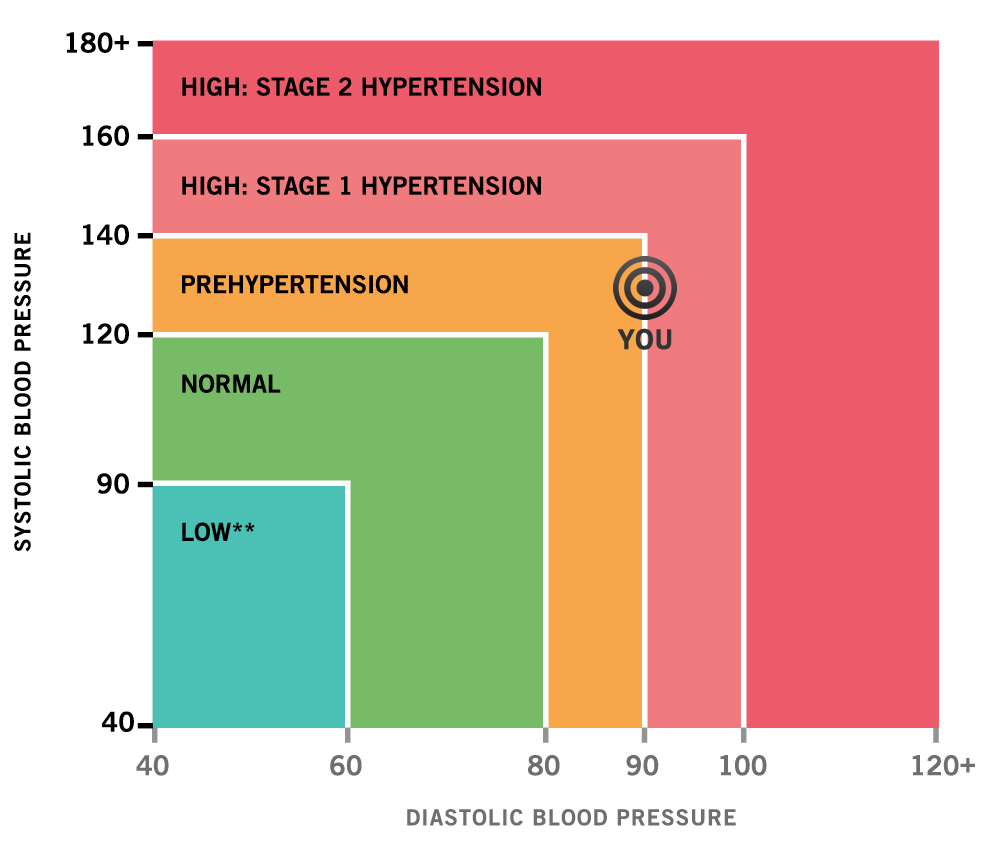 180+
HIGH: STAGE 2 HYPERTENSION
160
HIGH: STAGE 1 HYPERTENSION
140
PREHYPERTENSION
YOU
120
NORMAL
90
LOW**
40
SYSTOLIC BLOOD PRESSURE
40 60 80 90 100 120+
DIASTOLIC BLOOD PRESSURE